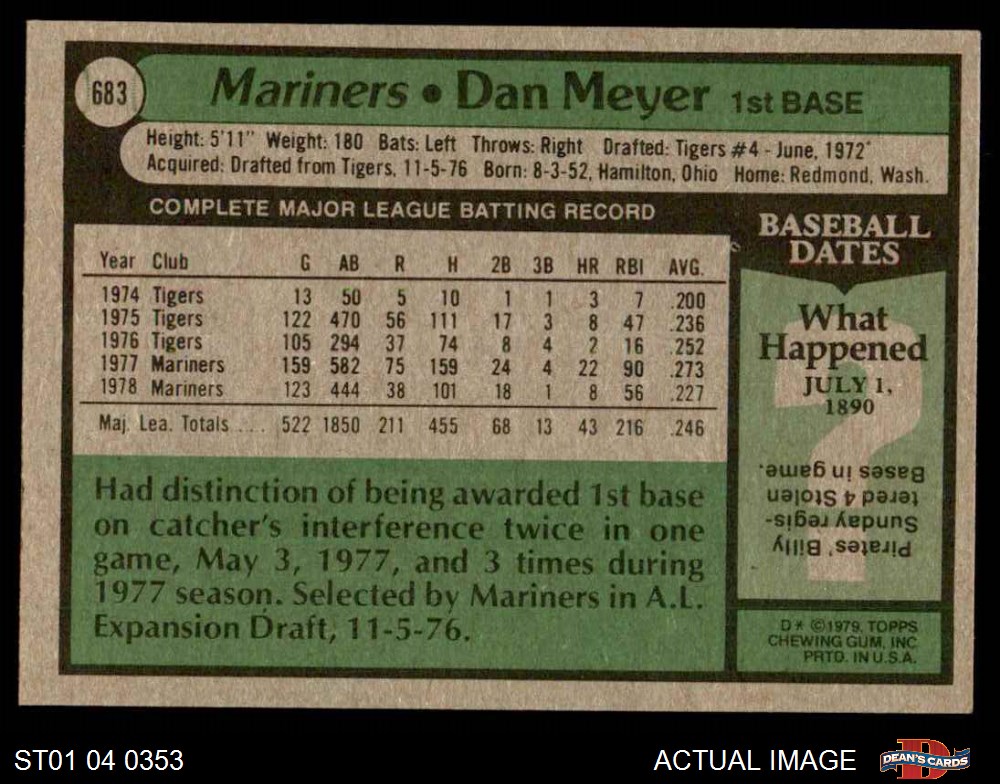 683
Mariners • Dan Meyer 1st BASE
Height: 5'11" Weight: 180 Bats: Left Throws: Right Drafted: Tigers #4 - June, 1972
Acquired: Drafted from Tigers, 11-5-76 Born: 8-3-52, Hamilton, Ohio Home: Redmond, Wash.
COMPLETE MAJOR LEAGUE BATTING RECORD
Year Club G AB R H 2B 3B HR RBI AVG.
1974 Tigers 13 50 5 10 1 1 3 7 .200
1975 Tigers 122 470 56 111 17 3 8 47 .236
1976 Tigers 105 294 37 74 8 4 2 16 .252
1977 Mariners 159 582 75 159 24 4 22 90 .273
1978 Mariners 123 444 38 101 18 1 8 56 .227
Maj. Lea. Totals .... 522 1850 211 455 68 13 43 216 .246
Had distinction of being awarded 1st base
on catcher's interference twice in one
game, May 3, 1977, and 3 times during
1977 season. Selected by Mariners in A.L.
Expansion Draft, 11-5-76.
BASEBALL
DATES
What
Happened
JULY 1,
1890
?
Pirates' Billy
Sunday regis-
tered 4 Stolen
Bases in game.
D* ©1979, TOPPS
CHEWING GUM, INC.
PRTD. IN U.S.A.
ST01 04 0353
ACTUAL IMAGE
D
DEAN'S CARDS